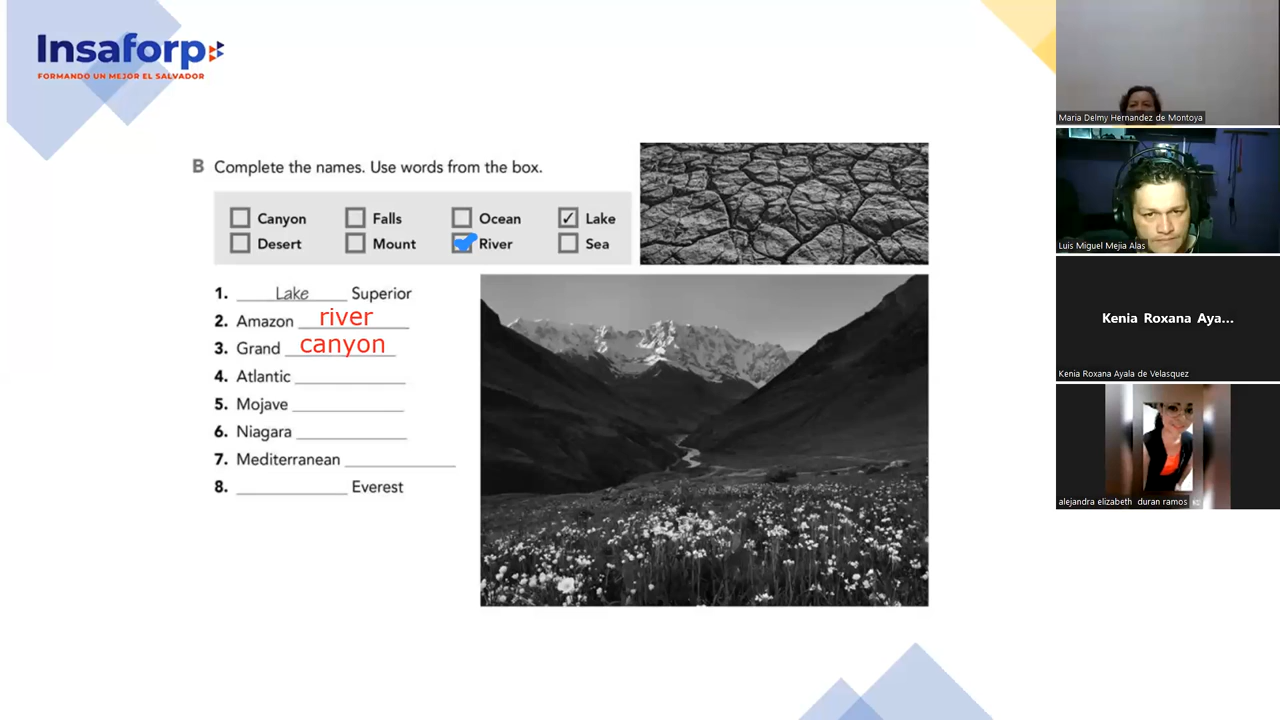 Insaforp
FORMANDO UN MEJOR EL SALVADOR
B Complete the names. Use words from the box.
Canyon Falls Ocean ✓ Lake
Desert Mount River Sea
1. Lake Superior
2. Amazon river
3. Grand canyon
4. Atlantic
5. Mojave
6. Niagara
7. Mediterranean
8. Everest
Maria Delmy Hernandez de Montoya
Luis Miguel Mejia Alas
Kenia Roxana Aya...
Kenia Roxana Ayala de Velasquez
alejandra elizabeth duran ramos